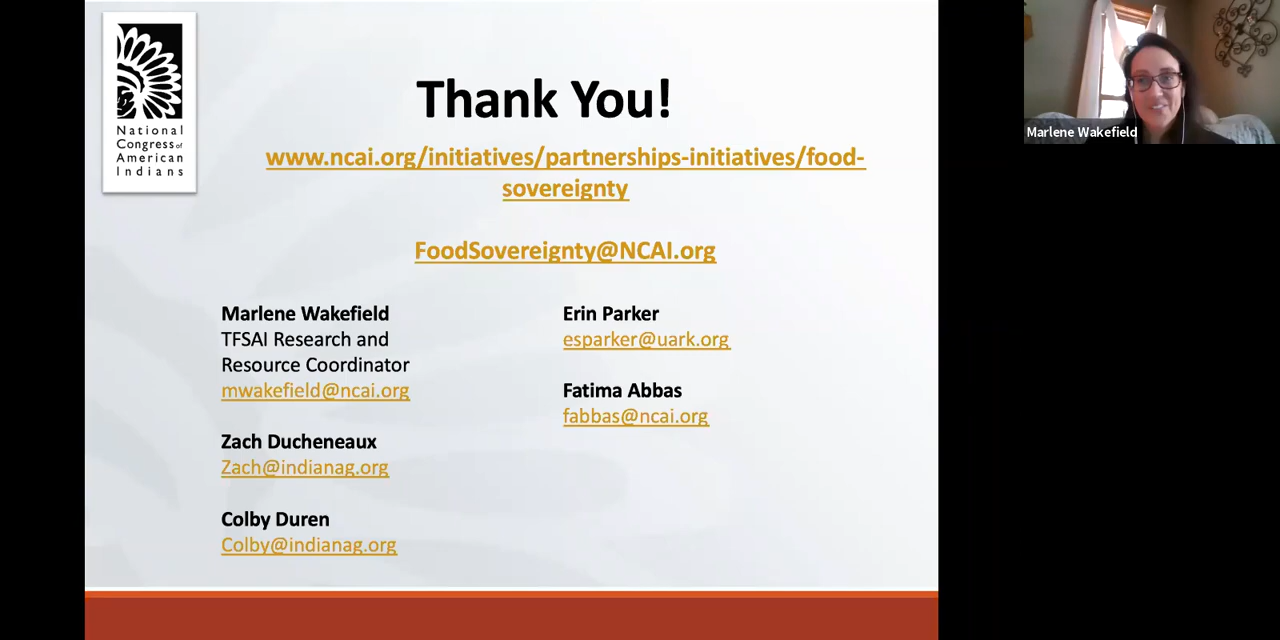 National
Congress of
American
Indians
Thank You!
www.ncai.org/initiatives/partnerships-initiatives/food-
sovereignty
FoodSovereignty@NCAI.org
Marlene Wakefield
TFSAI Research and
Resource Coordinator
mwakefield@ncai.org
Zach Ducheneaux
Zach@indianag.org
Colby Duren
Colby@indianag.org
Erin Parker
esparker@uark.org
Fatima Abbas
fabbas@ncai.org
Marlene Wakefield